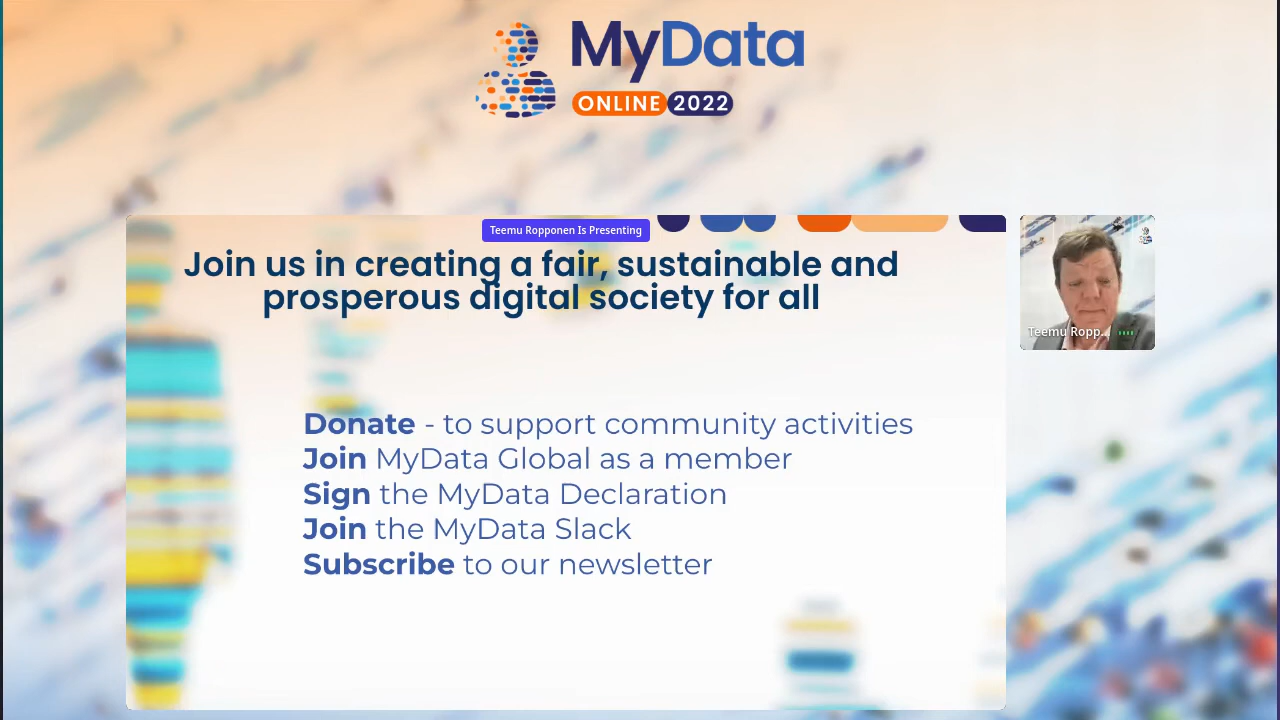 MyData
ONLINE 2022
Teemu Ropponen Is Presenting
Join us in creating a fair, sustainable and
prosperous digital society for all
Teemu Ropp...
Donate - to support community activities
Join MyData Global as a member
Sign the MyData Declaration
Join the MyData Slack
Subscribe to our newsletter